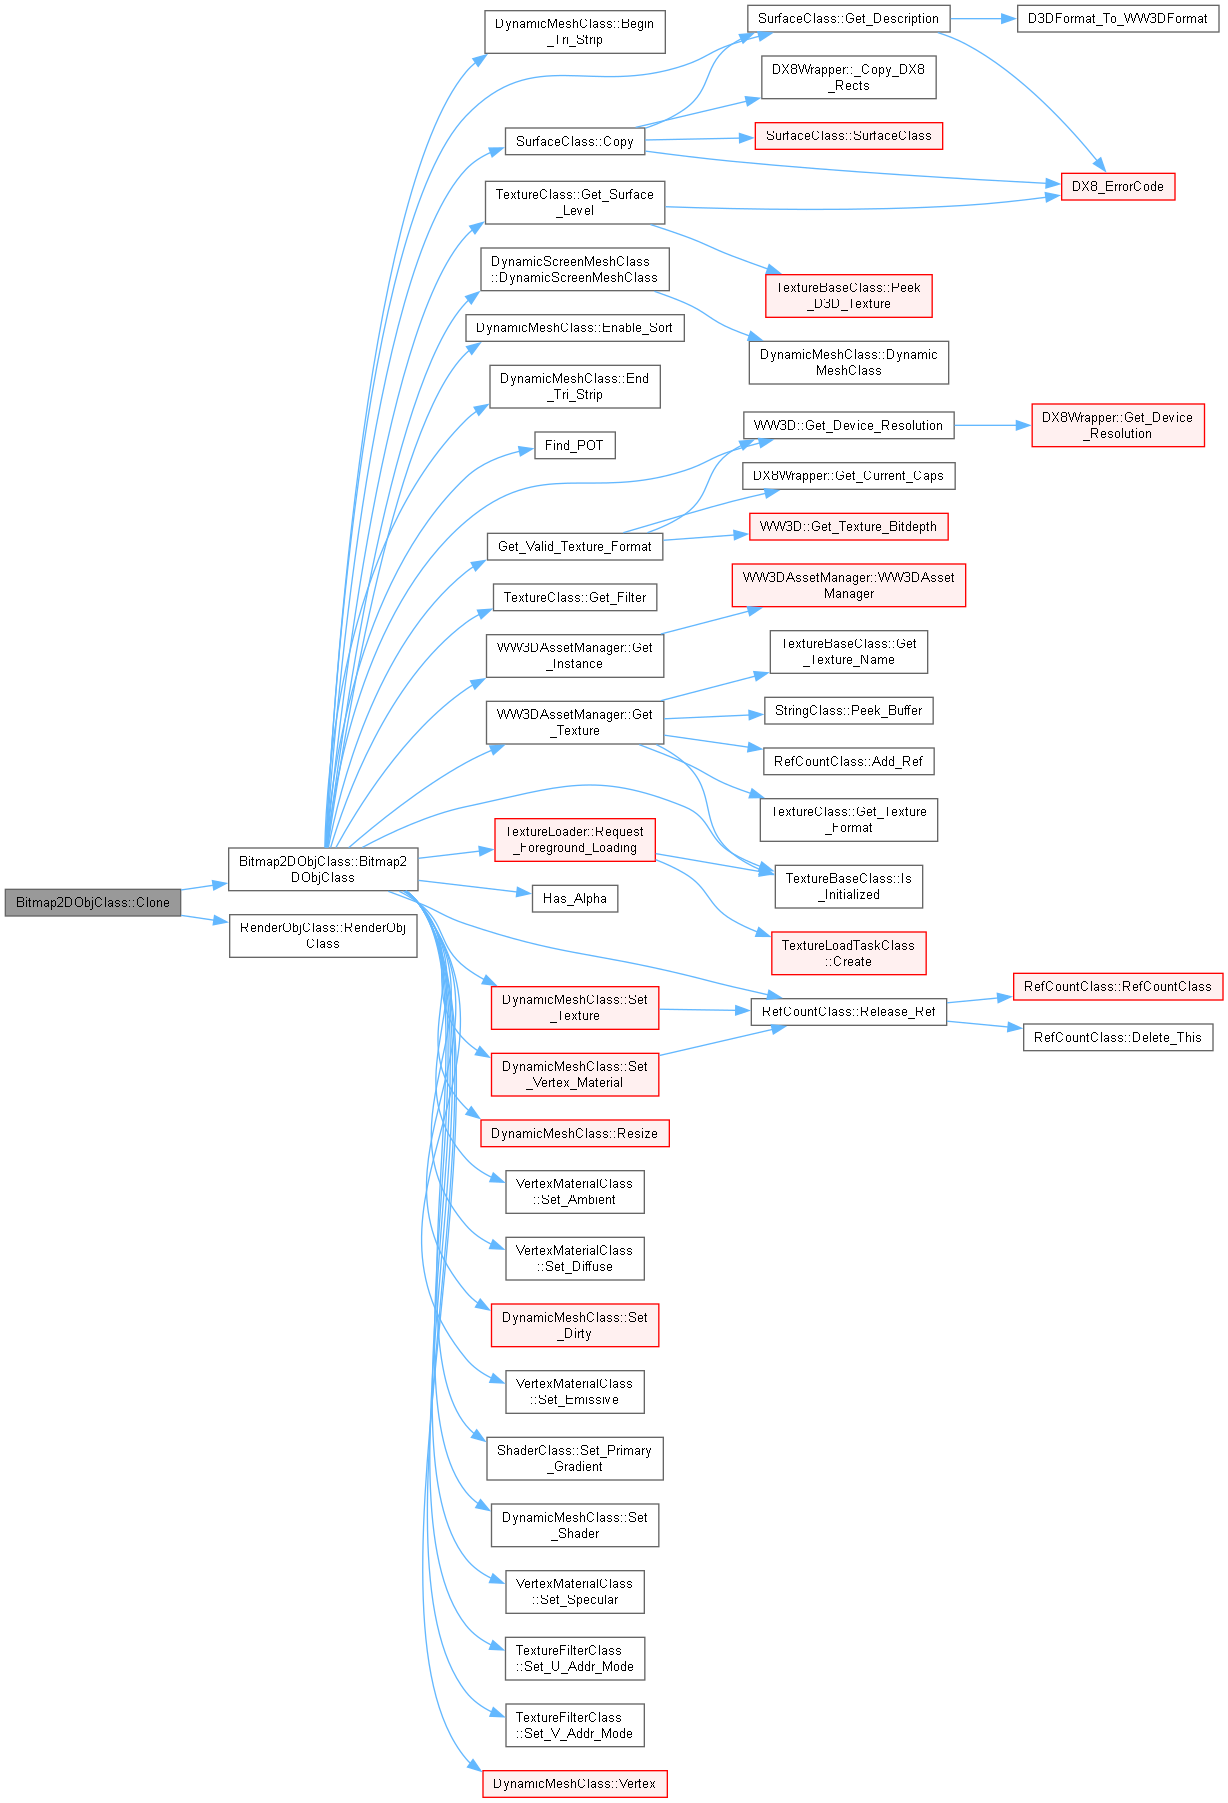 Bitmap2DObjClass::Clone
Bitmap2DObjClass::Bitmap2
DObjClass
RenderObjClass::RenderObj
Class
DynamicMeshClass::Begin
_Tri_Strip
SurfaceClass::Copy
TextureClass::Get_Surface
_Level
DynamicScreenMeshClass
::DynamicScreenMeshClass
DynamicMeshClass::Enable_Sort
DynamicMeshClass::End
_Tri_Strip
Find_POT
Get_Valid_Texture_Format
TextureClass::Get_Filter
WW3DAssetManager::Get
_Instance
WW3DAssetManager::Get
_Texture
TextureLoader::Request
_Foreground_Loading
Has_Alpha
DynamicMeshClass::Set
_Texture
DynamicMeshClass::Set
_Vertex_Material
DynamicMeshClass::Resize
VertexMaterialClass
::Set_Ambient
VertexMaterialClass
::Set_Diffuse
DynamicMeshClass::Set
_Dirty
VertexMaterialClass
::Set_Emissive
ShaderClass::Set_Primary
_Gradient
DynamicMeshClass::Set
_Shader
VertexMaterialClass
::Set_Specular
TextureFilterClass
::Set_U_Addr_Mode
TextureFilterClass
::Set_V_Addr_Mode
DynamicMeshClass::Vertex
SurfaceClass::Get_Description
DX8Wrapper::_Copy_DX8
_Rects
SurfaceClass::SurfaceClass
TextureBaseClass::Peek
_D3D_Texture
DynamicMeshClass::Dynamic
MeshClass
WW3D::Get_Device_Resolution
DX8Wrapper::Get_Current_Caps
WW3D::Get_Texture_Bitdepth
WW3DAssetManager::WW3DAsset
Manager
TextureBaseClass::Get
_Texture_Name
StringClass::Peek_Buffer
RefCountClass::Add_Ref
TextureClass::Get_Texture
_Format
TextureBaseClass::Is
_Initialized
TextureLoadTaskClass
::Create
RefCountClass::Release_Ref
D3DFormat_To_WW3DFormat
DX8_ErrorCode
DX8Wrapper::Get_Device
_Resolution
RefCountClass::RefCountClass
RefCountClass::Delete_This